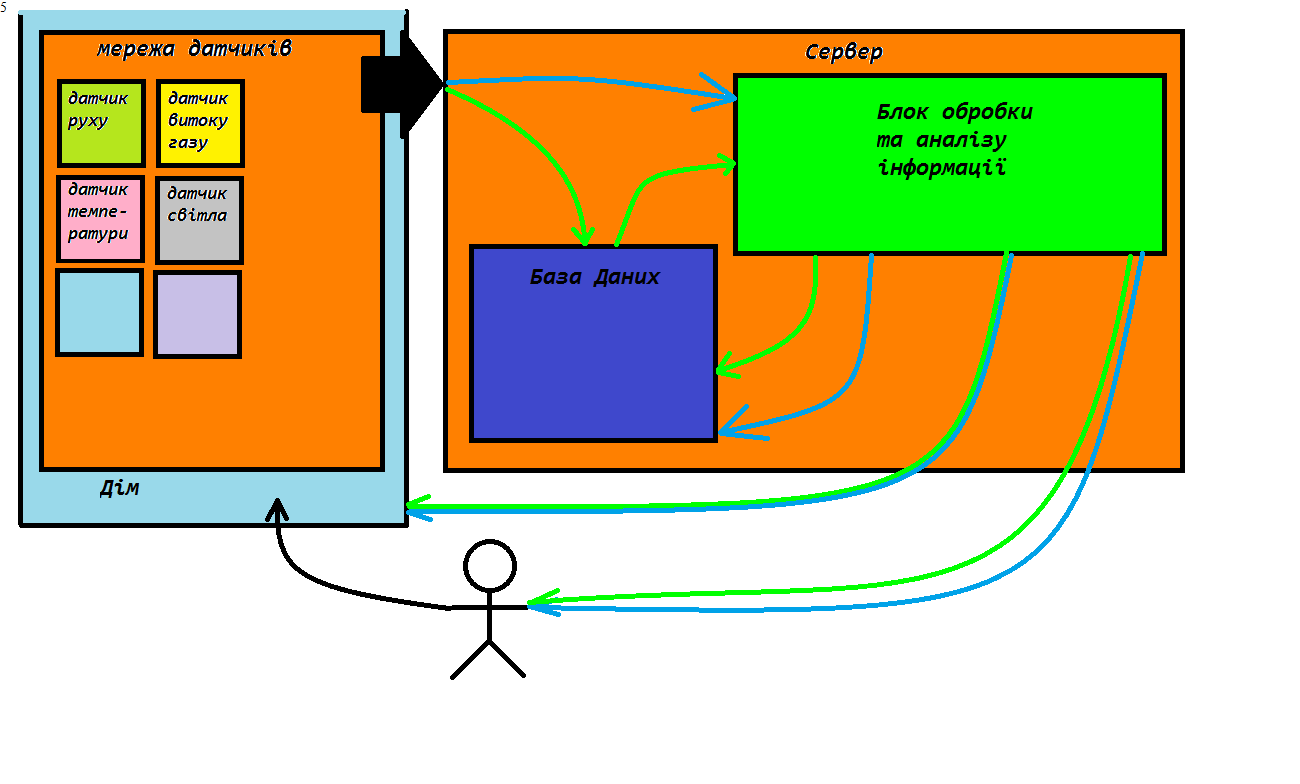 5
мережа датчиків
датчик
руху
датчик
витоку
газу
датчик
темпе-
ратури
датчик
світла
Дім
Сервер
Блок обробки
та аналізу
інформації
База Даних